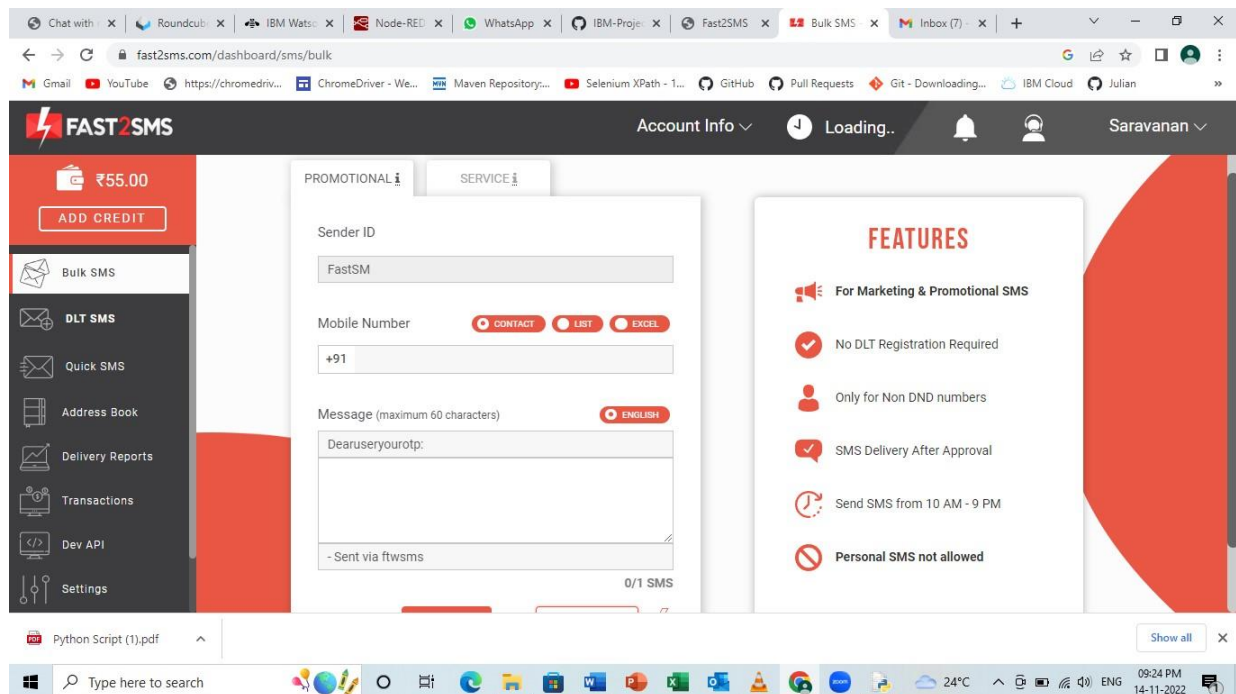 Chat with
Roundcub
IBM Wats
Node-RED
WhatsApp
IBM-Projec
Fast2SMS
Bulk SMS -
Inbox (7) -
fast2sms.com/dashboard/sms/bulk
Gmail
YouTube
https://chromedriv...
ChromeDriver - We...
Maven Repository:...
Selenium XPath - 1...
GitHub
Pull Requests
Git - Downloading...
IBM Cloud
Julian
»
FAST2SMS
Account Info
Loading..
Saravanan
₹55.00
ADD CREDIT
Bulk SMS
DLT SMS
Quick SMS
Address Book
Delivery Reports
Transactions
Dev API
Settings
PROMOTIONAL i
SERVICE i
Sender ID
FastSM
Mobile Number
CONTACT
LIST
EXCEL
+91
Message (maximum 60 characters)
ENGLISH
Dearuseryourotp:
- Sent via ftwsms
0/1 SMS
FEATURES
For Marketing & Promotional SMS
No DLT Registration Required
Only for Non DND numbers
SMS Delivery After Approval
Send SMS from 10 AM - 9 PM
Personal SMS not allowed
Python Script (1).pdf
Show all
Type here to search
24°C
ENG
09:24 PM
14-11-2022